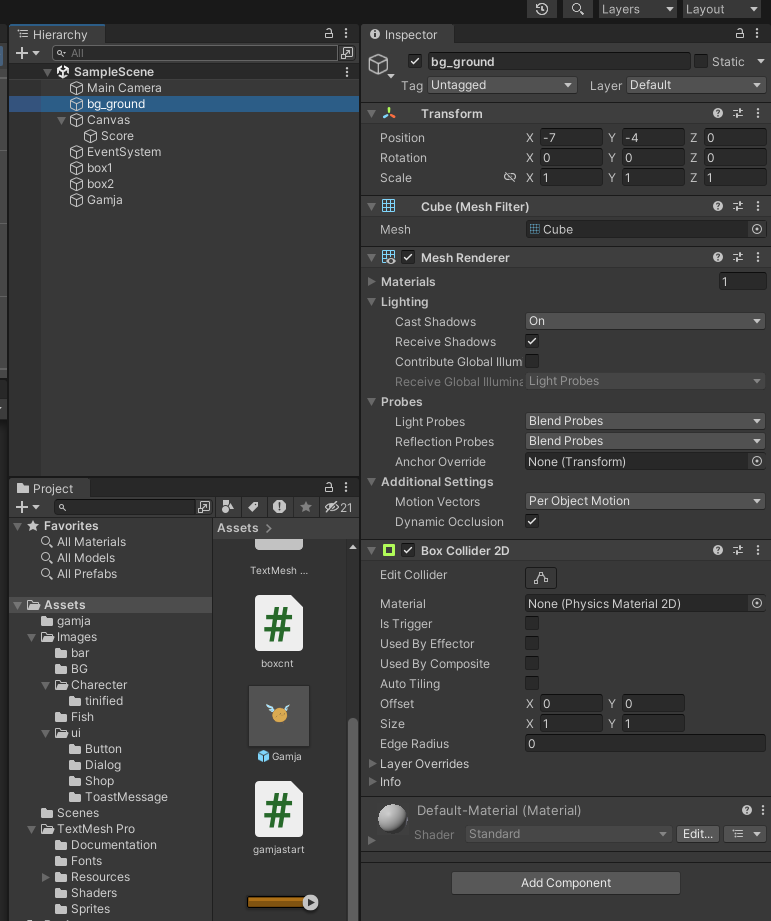 Layers Layout
Hierarchy
All
SampleScene
Main Camera
bg_ground
Canvas
Score
EventSystem
box1
box2
Gamja
Project
21
Favorites
All Materials
All Models
All Prefabs
Assets
gamja
Images
bar
BG
Charecter
tinified
Fish
ui
Button
Dialog
Shop
ToastMessage
Scenes
TextMesh Pro
Documentation
Fonts
Resources
Shaders
Sprites
Assets
TextMesh ...
#
boxcnt
Gamja
#
gamjastart
Inspector
bg_ground Static
Tag Untagged Layer Default
Transform
Position X -7 Y -4 Z 0
Rotation X 0 Y 0 Z 0
Scale X 1 Y 1 Z 1
Cube (Mesh Filter)
Mesh Cube
Mesh Renderer
Materials 1
Lighting
Cast Shadows On
Receive Shadows
Contribute Global Illum
Receive Global Illumina Light Probes
Probes
Light Probes Blend Probes
Reflection Probes Blend Probes
Anchor Override None (Transform)
Additional Settings
Motion Vectors Per Object Motion
Dynamic Occlusion
Box Collider 2D
Edit Collider
Material None (Physics Material 2D)
Is Trigger
Used By Effector
Used By Composite
Auto Tiling
Offset X 0 Y 0
Size X 1 Y 1
Edge Radius 0
Layer Overrides
Info
Default-Material (Material)
Shader Standard Edit...
Add Component